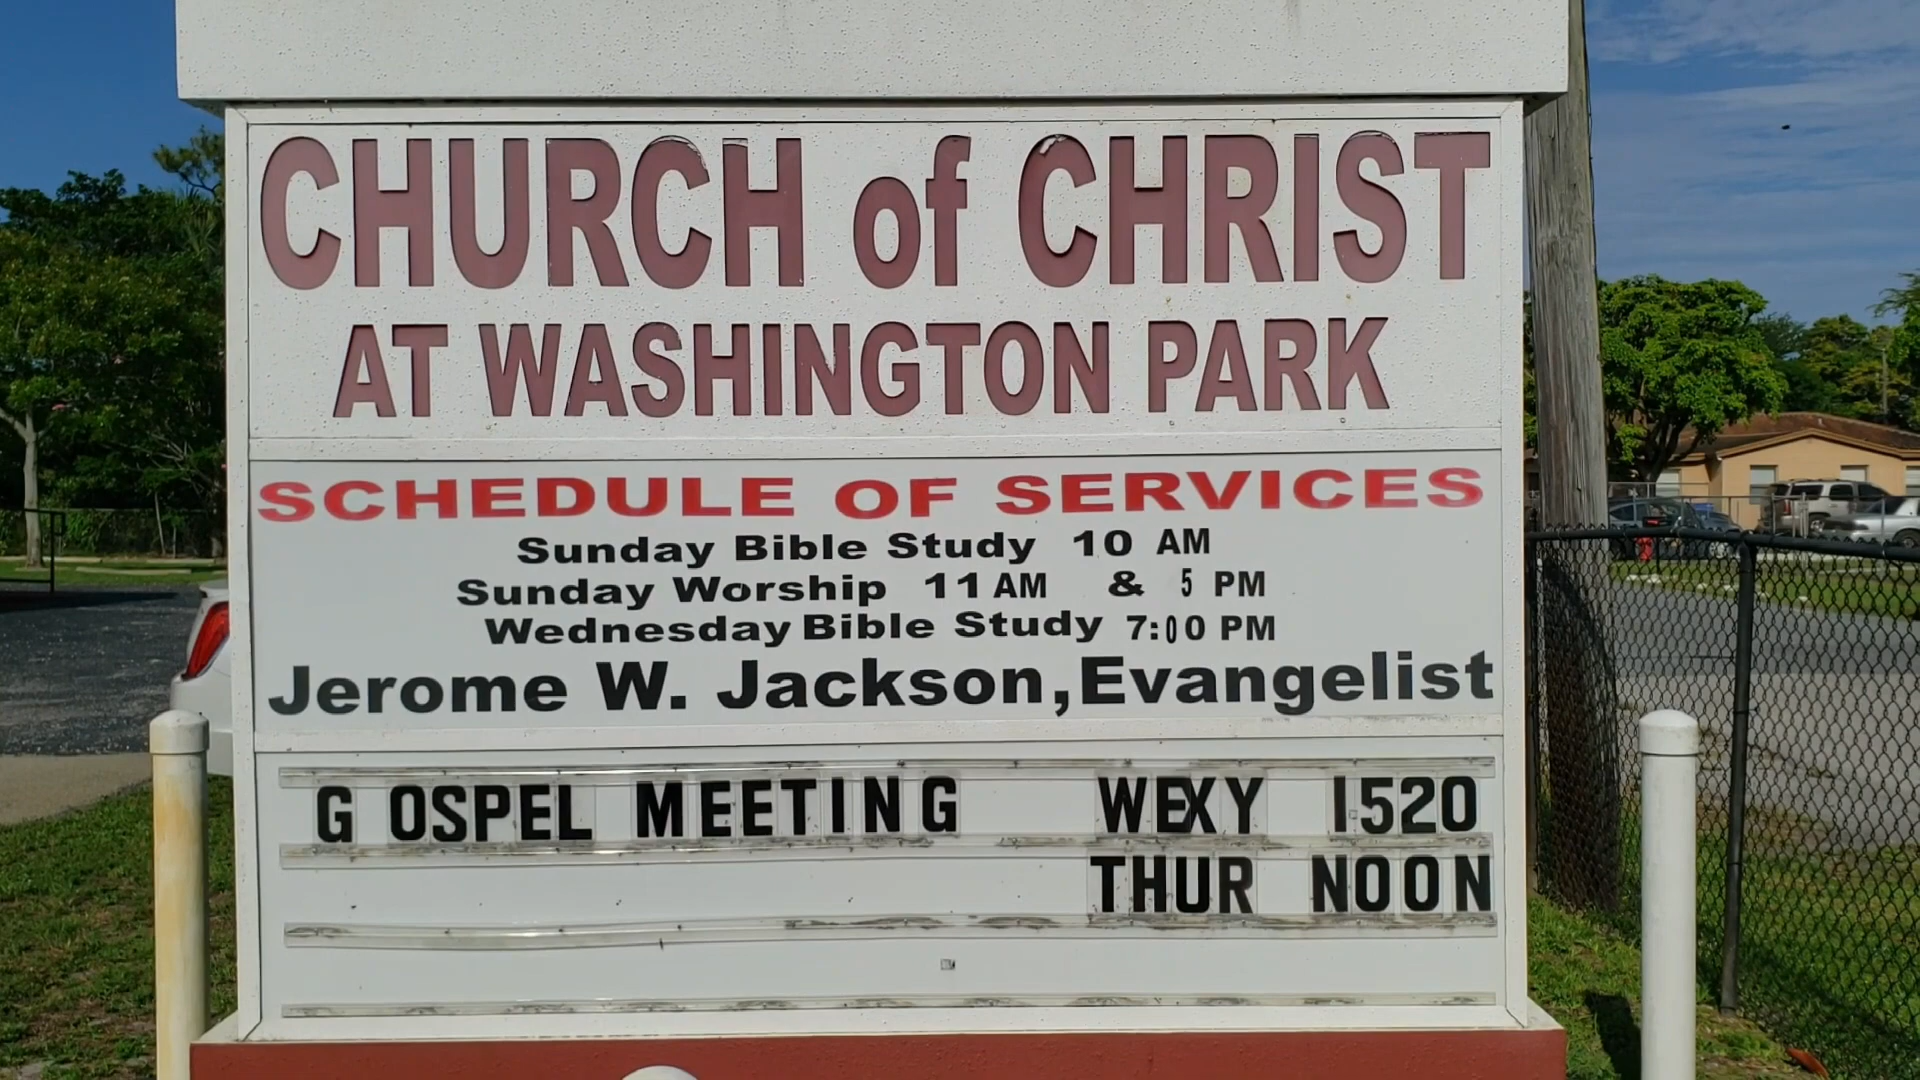 CHURCH of CHRIST
AT WASHINGTON PARK
SCHEDULE OF SERVICES
Sunday Bible Study 10 AM
Sunday Worship 11 AM & 5 PM
Wednesday Bible Study 7:00 PM
Jerome W. Jackson, Evangelist
G OSPEL MEETING WEXY 1520
THUR NOON